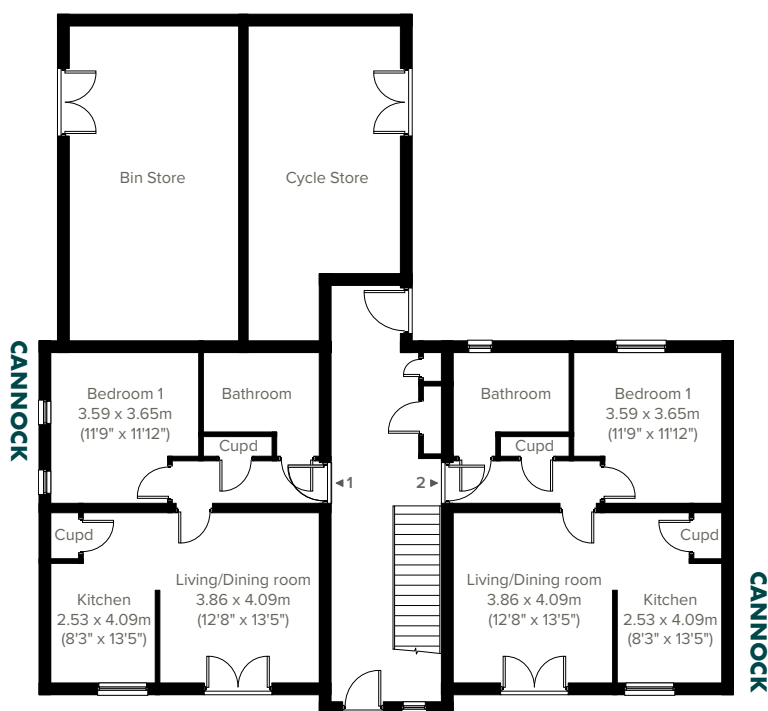 Bin Store
Cycle Store
CANNOCK
Bedroom 1
3.59 x 3.65m
(11'9" x 11'12")
Bathroom
Cupd
Bathroom
Cupd
Bedroom 1
3.59 x 3.65m
(11'9" x 11'12")
1
2
Cupd
Kitchen
2.53 x 4.09m
(8'3" x 13'5")
Living/Dining room
3.86 x 4.09m
(12'8" x 13'5")
Living/Dining room
3.86 x 4.09m
(12'8" x 13'5")
Cupd
Kitchen
2.53 x 4.09m
(8'3" x 13'5")
CANNOCK